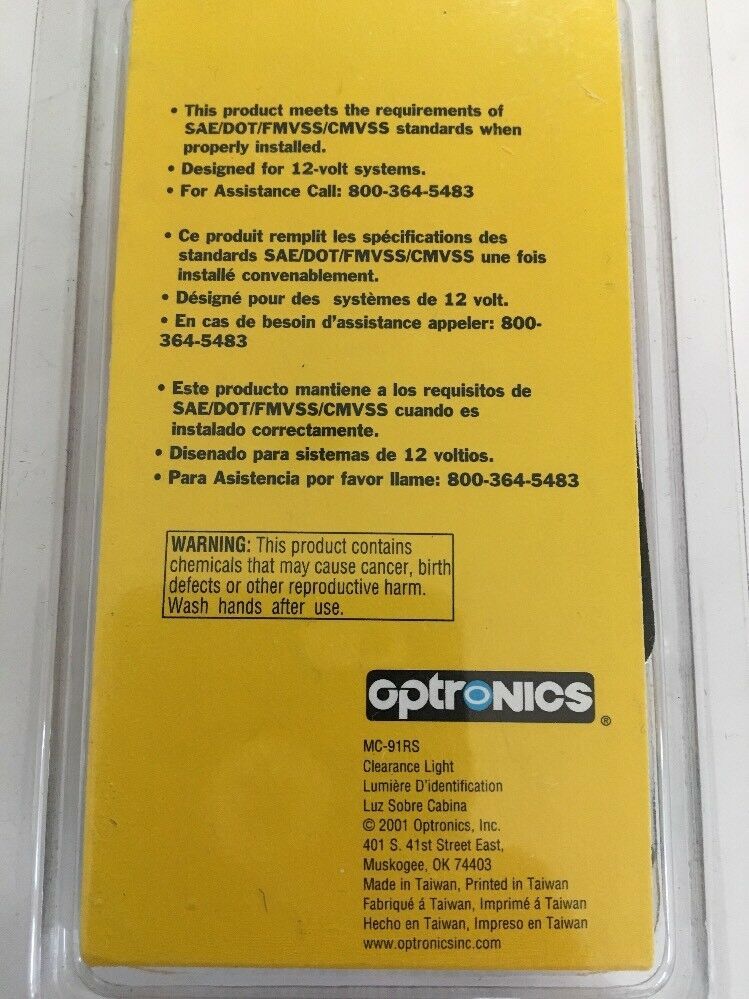 • This product meets the requirements of
SAE/DOT/FMVSS/CMVSS standards when
properly installed.
• Designed for 12-volt systems.
• For Assistance Call: 800-364-5483
• Ce produit remplit les spécifications des
standards SAE/DOT/FMVSS/CMVSS une fois
installé convenablement.
• Désigné pour des systèmes de 12 volt.
• En cas de besoin d'assistance appeler: 800-
364-5483
• Este producto mantiene a los requisitos de
SAE/DOT/FMVSS/CMVSS cuando es
instalado correctamente.
• Disenado para sistemas de 12 voltios.
• Para Asistencia por favor llame: 800-364-5483
WARNING: This product contains
chemicals that may cause cancer, birth
defects or other reproductive harm.
Wash hands after use.
optronics®
MC-91RS
Clearance Light
Lumière D'identification
Luz Sobre Cabina
© 2001 Optronics, Inc.
401 S. 41st Street East,
Muskogee, OK 74403
Made in Taiwan, Printed in Taiwan
Fabriqué á Taiwan, Imprimé á Taiwan
Hecho en Taiwan, Impreso en Taiwan
www.optronicsinc.com